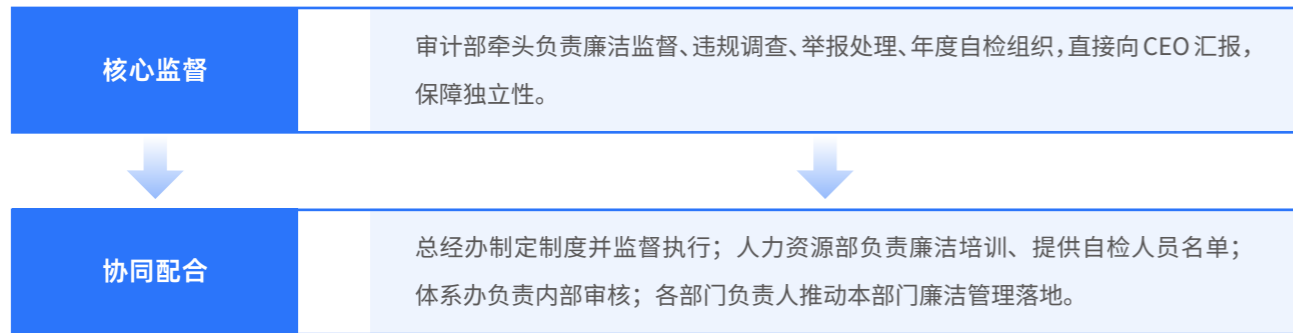 核心监督
审计部牵头负责廉洁监督、违规调查、举报处理、年度自检组织，直接向 CEO 汇报，
保障独立性。
协同配合
总经办制定制度并监督执行；人力资源部负责廉洁培训、提供自检人员名单；
体系办负责内部审核；各部门负责人推动本部门廉洁管理落地。